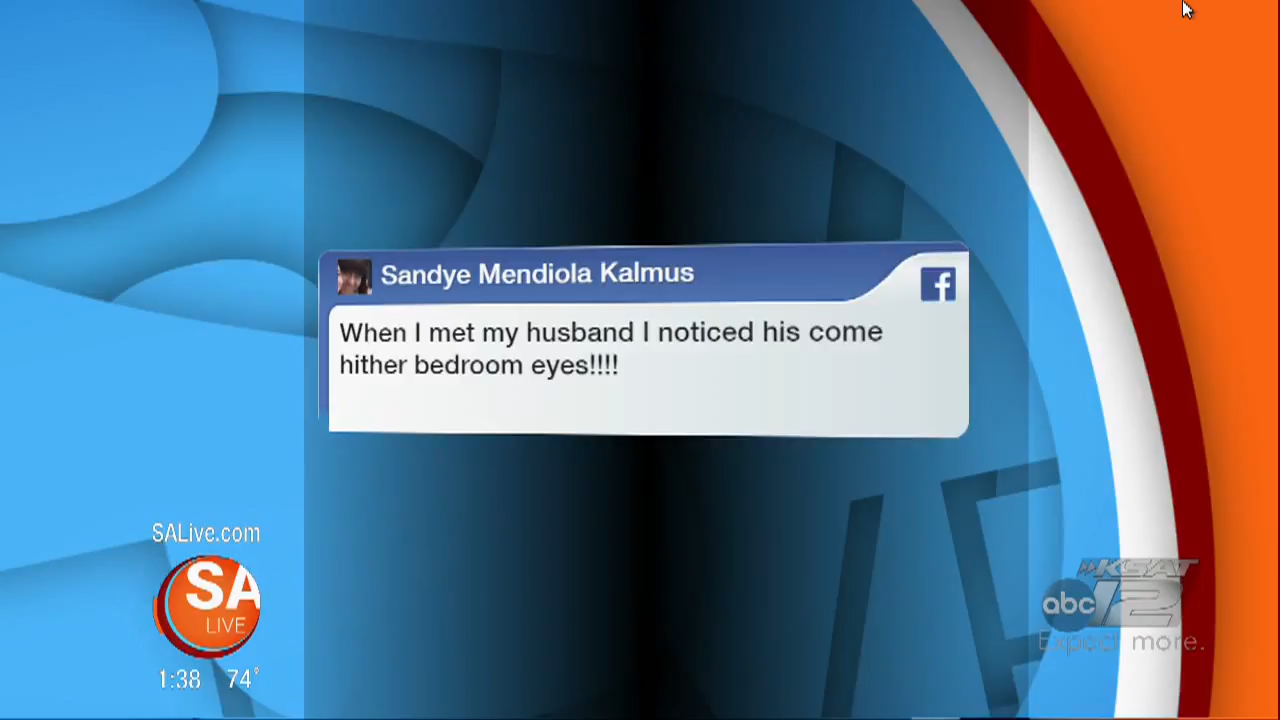 Sandye Mendiola Kalmus
When I met my husband I noticed his come
hither bedroom eyes!!!!
SALive.com
SA
LIVE
1:38 74°
KSAT
abc 12
Expect more.